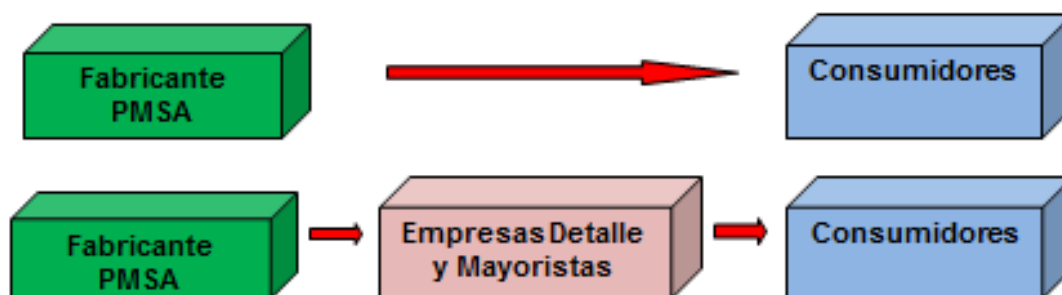 Fabricante
PMSA
Consumidores
Fabricante
PMSA
Empresas Detalle
y Mayoristas
Consumidores